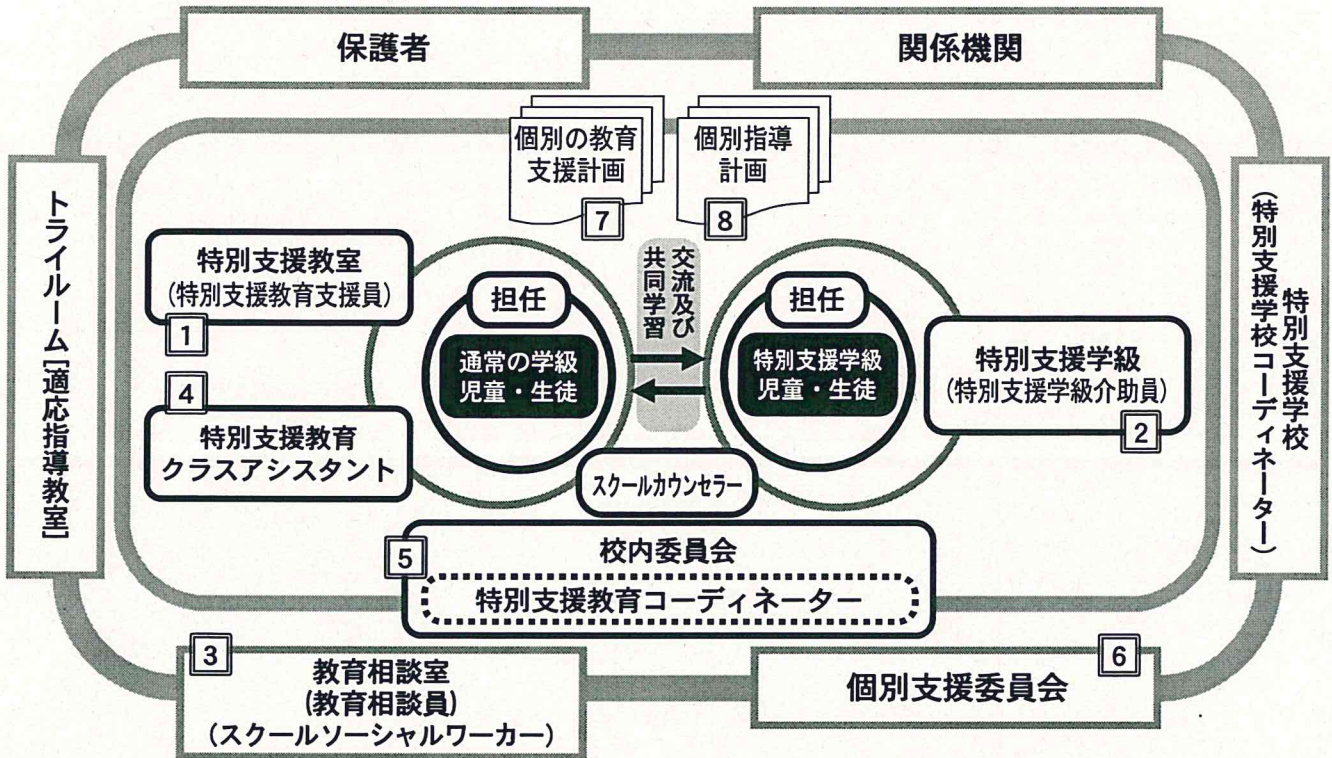 保護者
関係機関
個別の教育
支援計画
7
個別指導
計画
8
トライルーム[適応指導教室]
特別支援教室
(特別支援教育支援員)
1
4
特別支援教育
クラスアシスタント
担任
通常の学級
児童・生徒
交流及び
共同学習
担任
特別支援学級
児童・生徒
特別支援学級
(特別支援学級介助員)
2
特別支援学校
(特別支援学校コーディネーター)
スクールカウンセラー
5
校内委員会
特別支援教育コーディネーター
3
教育相談室
(教育相談員)
(スクールソーシャルワーカー)
6
個別支援委員会